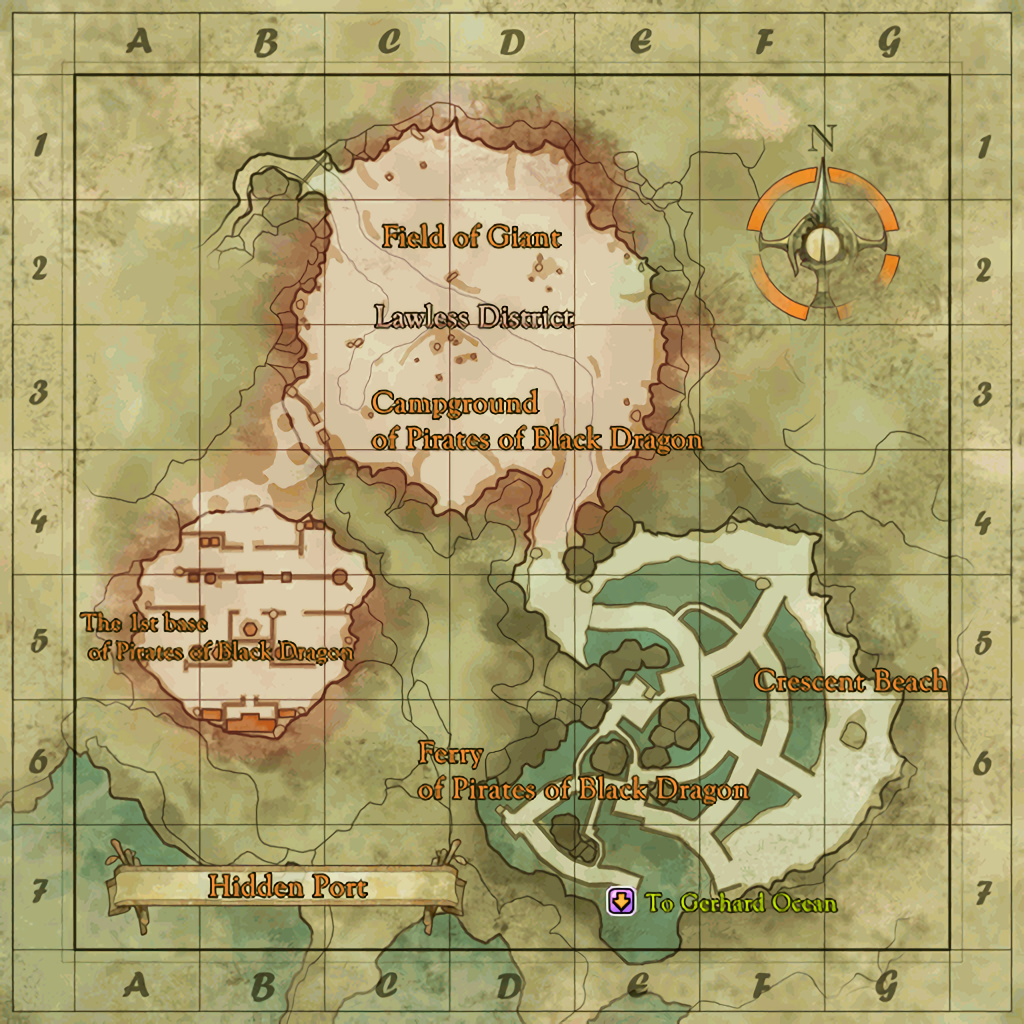 A B C D E F G
1 1
N
2 2
Field of Giant
Lawless District
3 3
Campground
of Pirates of Black Dragon
4 4
The 1st base
of Pirates of Black Dragon
5 5
Crescent Beach
6 6
Ferry
of Pirates of Black Dragon
7 7
Hidden Port
To Gerhard Ocean
A B C D E F G